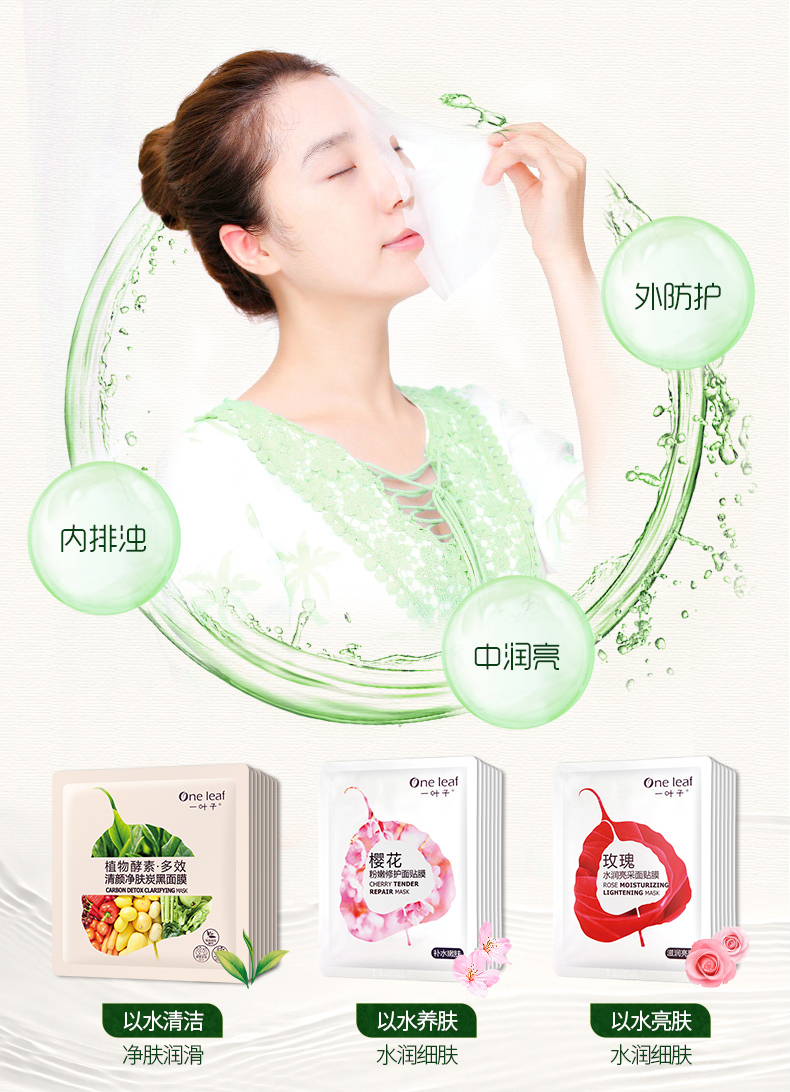 外防护
内排浊
中润亮
One leaf
一叶子®
植物酵素·多效
清颜净肤炭黑面膜
CARBON DETOX CLARIFYING MASK
One leaf
一叶子®
樱花
粉嫩修护面贴膜
CHERRY TENDER
REPAIR MASK
补水嫩肤
One leaf
一叶子®
玫瑰
水润亮采面贴膜
ROSE MOISTURIZING
LIGHTENING MASK
滋润亮
以水清洁
净肤润滑
以水养肤
水润细肤
以水亮肤
水润细肤